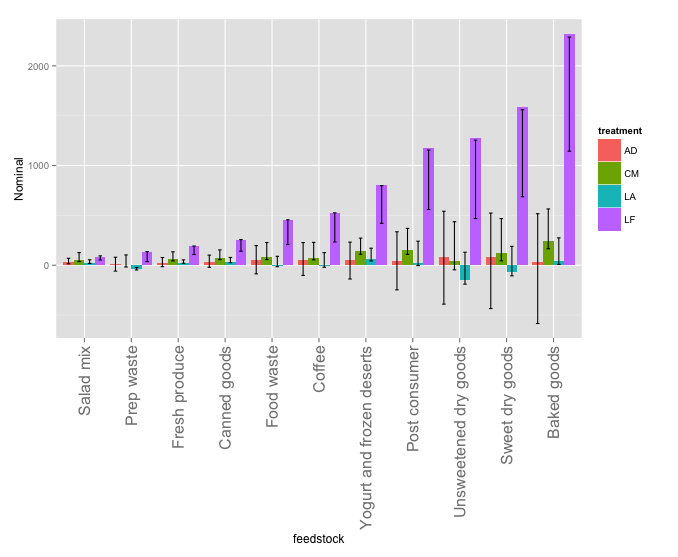 Nominal
2000
1000
0
Salad mix
Prep waste
Fresh produce
Canned goods
Food waste
Coffee
Yogurt and frozen deserts
Post consumer
Unsweetened dry goods
Sweet dry goods
Baked goods
feedstock
treatment
AD
CM
LA
LF